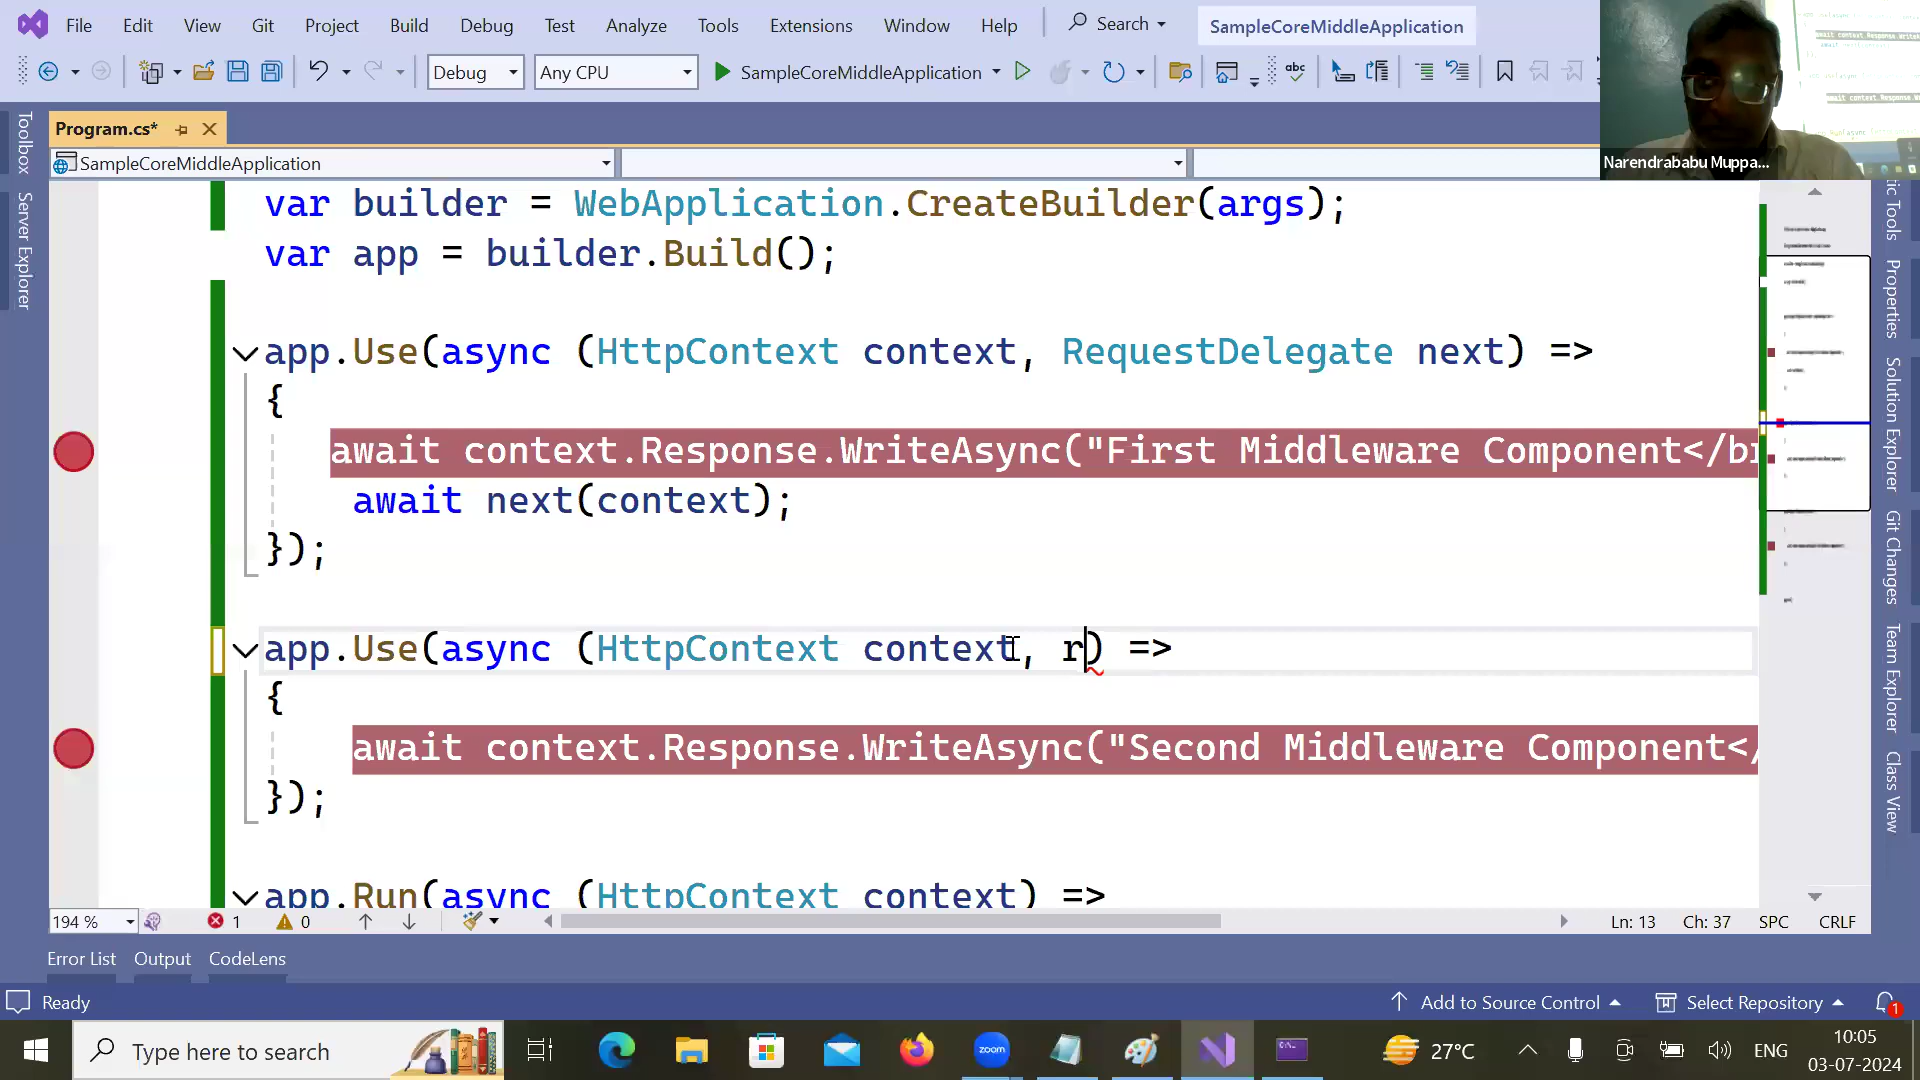 File Edit View Git Project Build Debug Test Analyze Tools Extensions Window Help Search SampleCoreMiddleApplication
Debug Any CPU SampleCoreMiddleApplication
Narendrababu Muppa...
Program.cs*
SampleCoreMiddleApplication
Toolbox
Server Explorer
var builder = WebApplication.CreateBuilder(args);
var app = builder.Build();
app.Use(async (HttpContext context, RequestDelegate next) =>
{
await context.Response.WriteAsync("First Middleware Component</br
await next(context);
});
app.Use(async (HttpContext context, r) =>
{
await context.Response.WriteAsync("Second Middleware Component</
});
app.Run(async (HttpContext context) =>
Properties
Solution Explorer
Git Changes
Team Explorer
Class View
194 % 1 0 Ln: 13 Ch: 37 SPC CRLF
Error List Output CodeLens
Ready Add to Source Control Select Repository 1
Type here to search zoom 27°C ENG 10:05
03-07-2024